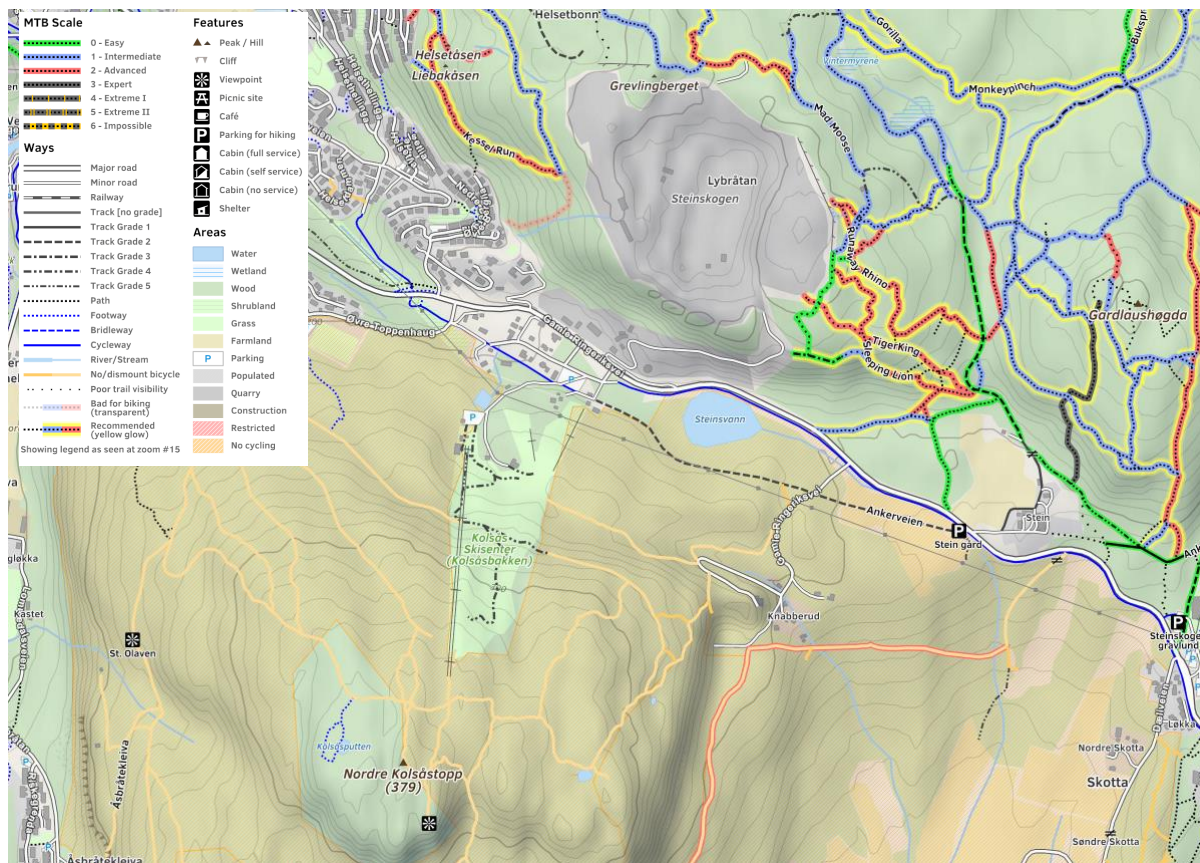 MTB Scale
0 - Easy
1 - Intermediate
2 - Advanced
3 - Expert
4 - Extreme I
5 - Extreme II
6 - Impossible
Ways
Major road
Minor road
Railway
Track [no grade]
Track Grade 1
Track Grade 2
Track Grade 3
Track Grade 4
Track Grade 5
Path
Footway
Bridleway
Cycleway
River/Stream
No/dismount bicycle
Poor trail visibility
Bad for biking
(transparent)
Recommended
(yellow glow)
Showing legend as seen at zoom #15
Features
Peak / Hill
Cliff
Viewpoint
Picnic site
Café
P
Parking for hiking
Cabin (full service)
Cabin (self service)
Cabin (no service)
Shelter
Areas
Water
Wetland
Wood
Shrubland
Grass
Farmland
P
Parking
Populated
Quarry
Construction
Restricted
No cycling
Helsetbonn
Helsetåsen
Liebakåsen
Kessel Run
Grevlingberget
Lybråtan
Steinskogen
Gorilla
Vintermyrene
Monkeypinch
Mad Moose
Runaway Rhino
TigerKing
Sleeping Lion
Gardlaushøgda
Gamle Ringeriksvei
Øvre Toppenhaug
P
P
Steinsvann
Gamle Ringeriksvei
Ankerveien
P
Stein gård
Stein
Kolsås
Skisenter
(Kolsåsbakken)
Knabberud
P
gravlund
P
Løkka
Dæliveien
Nordre Skotta
Skotta
Søndre Skotta
Kastet
St. Olaven
Åsbråtekleiva
Kolsåsputten
Nordre Kolsåstopp
(379)
P
P
Åsbråtekleiva